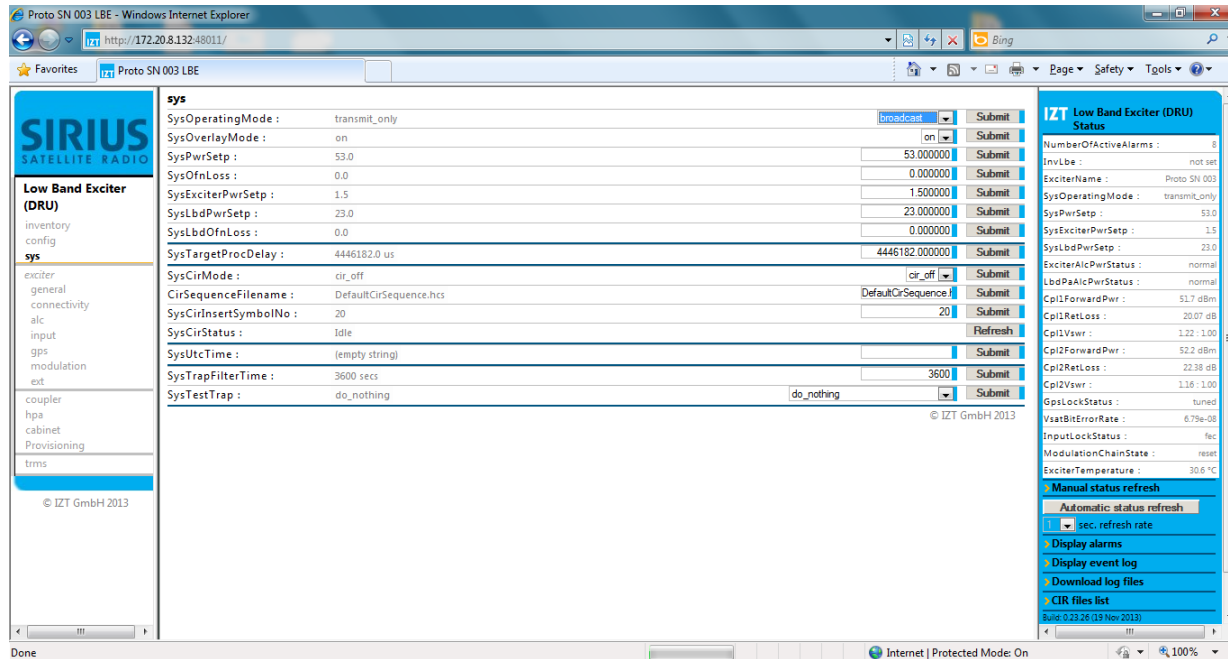 Proto SN 003 LBE - Windows Internet Explorer
IZT http://172.20.8.132:48011/
Bing
Favorites
IZT Proto SN 003 LBE
Page Safety Tools
SIRIUS
SATELLITE RADIO
Low Band Exciter
(DRU)
inventory
config
sys
exciter
general
connectivity
alc
input
gps
modulation
ext
coupler
hpa
cabinet
Provisioning
trms
© IZT GmbH 2013
sys
SysOperatingMode : transmit_only broadcast Submit
SysOverlayMode : on on Submit
SysPwrSetp : 53.0 53.000000 Submit
SysOfnLoss : 0.0 0.000000 Submit
SysExciterPwrSetp : 1.5 1.500000 Submit
SysLbdPwrSetp : 23.0 23.000000 Submit
SysLbdOfnLoss : 0.0 0.000000 Submit
SysTargetProcDelay : 4446182.0 us 4446182.000000 Submit
SysCirMode : cir_off cir_off Submit
CirSequenceFilename : DefaultCirSequence.hcs DefaultCirSequence.h Submit
SysCirInsertSymbolNo : 20 20 Submit
SysCirStatus : Idle Refresh
SysUtcTime : (empty string) Submit
SysTrapFilterTime : 3600 secs 3600 Submit
SysTestTrap : do_nothing do_nothing Submit
© IZT GmbH 2013
IZT Low Band Exciter (DRU)
Status
NumberOfActiveAlarms : 8
InvLbe : not set
ExciterName : Proto SN 003
SysOperatingMode : transmit_only
SysPwrSetp : 53.0
SysExciterPwrSetp : 1.5
SysLbdPwrSetp : 23.0
ExciterAlcPwrStatus : normal
LbdPaAlcPwrStatus : normal
Cpl1ForwardPwr : 51.7 dBm
Cpl1RetLoss : 20.07 dB
Cpl1Vswr : 1.22 : 1.00
Cpl2ForwardPwr : 52.2 dBm
Cpl2RetLoss : 22.38 dB
Cpl2Vswr : 1.16 : 1.00
GpsLockStatus : tuned
VsatBitErrorRate : 6.79e-08
InputLockStatus : fec
ModulationChainState : reset
ExciterTemperature : 30.6 °C
Manual status refresh
Automatic status refresh
1 sec. refresh rate
Display alarms
Display event log
Download log files
CIR files list
Build: 0.23.26 (19 Nov 2013)
Done
Internet | Protected Mode: On
100%